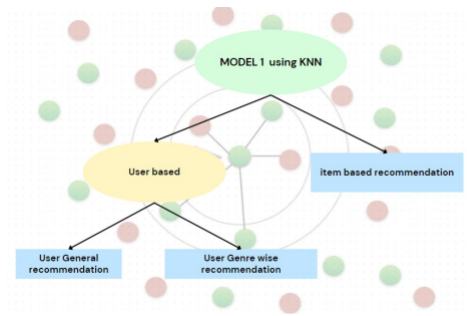 MODEL 1 using KNN
User based
item based recommendation
User General
recommendation
User Genre wise
recommendation